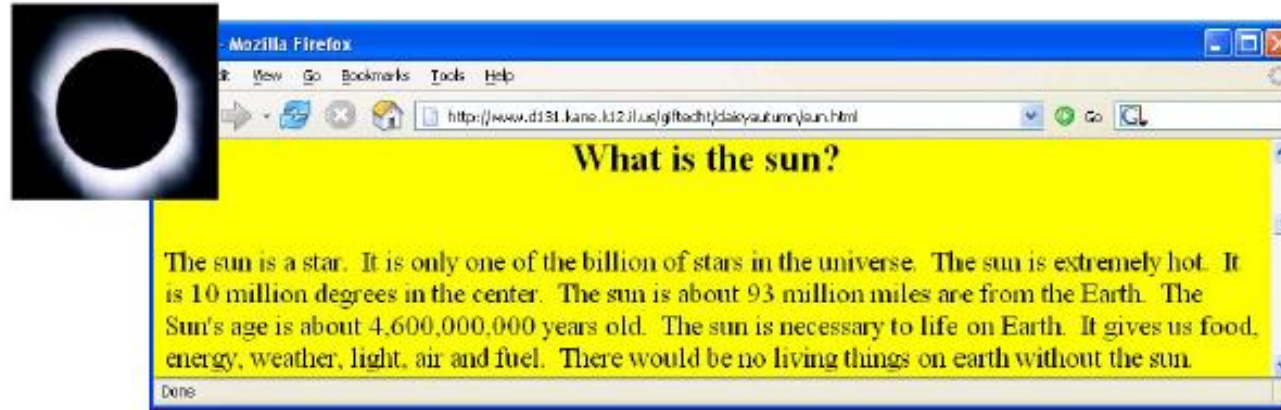 - Mozilla Firefox
View Go Bookmarks Tools Help
http://www.d131.kane.k12.il.us/giftedht/daisyautumn/sun.html Go
What is the sun?
The sun is a star. It is only one of the billion of stars in the universe. The sun is extremely hot. It
is 10 million degrees in the center. The sun is about 93 million miles are from the Earth. The
Sun's age is about 4,600,000,000 years old. The sun is necessary to life on Earth. It gives us food,
energy, weather, light, air and fuel. There would be no living things on earth without the sun.
Done